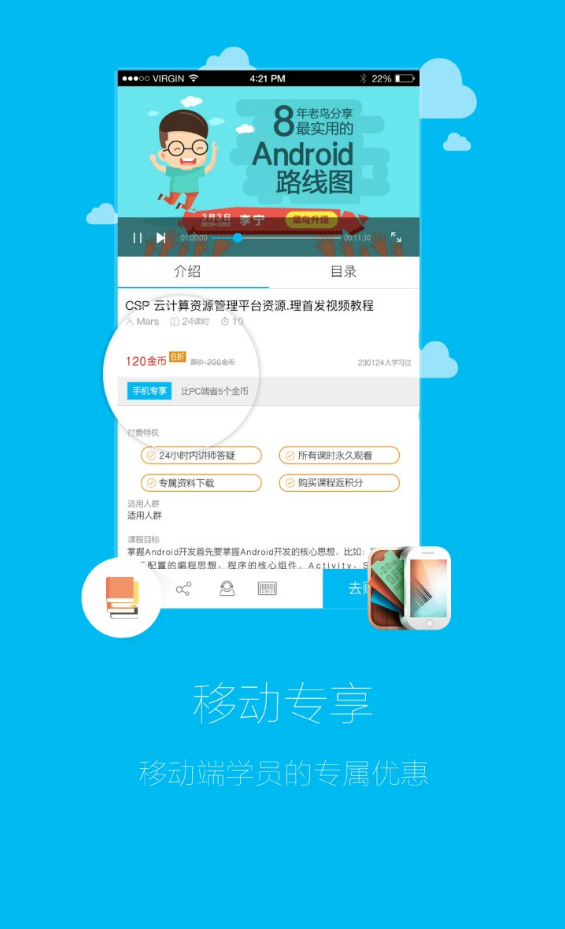 VIRGIN
4:21 PM
22%
8
年老鸟分享
最实用的
Android
路线图
3月3日
李宁
菜鸟升级
01:00:00
00:11:30
介绍
目录
CSP 云计算资源管理平台资源.理首发视频教程
Mars
24课时
10
120金币
6折
原价:200金币
230124人学习过
手机专享
比PC端省5个金币
付费特权
24小时内讲师答疑
所有课时永久观看
专属资料下载
购买课程返积分
适用人群
适用人群
课程目标
掌握Android开发首先要掌握Android开发的核心思想，比如：
配置的编程思想，程序的核心组件，Activity，S
去
移动专享
移动端学员的专属优惠